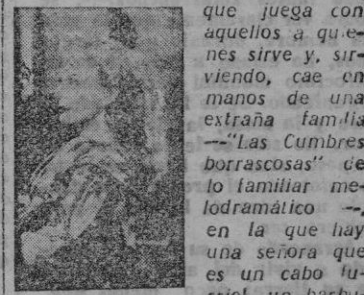 que juega con
aquellos a quie-
nes sirve y, sir-
viendo, cae en
manos de una
extraña familia
--"Las Cumbres
borrascosas" de
lo familiar me-
lodramático --,
en la que hay
una señora que
es un cabo fu-